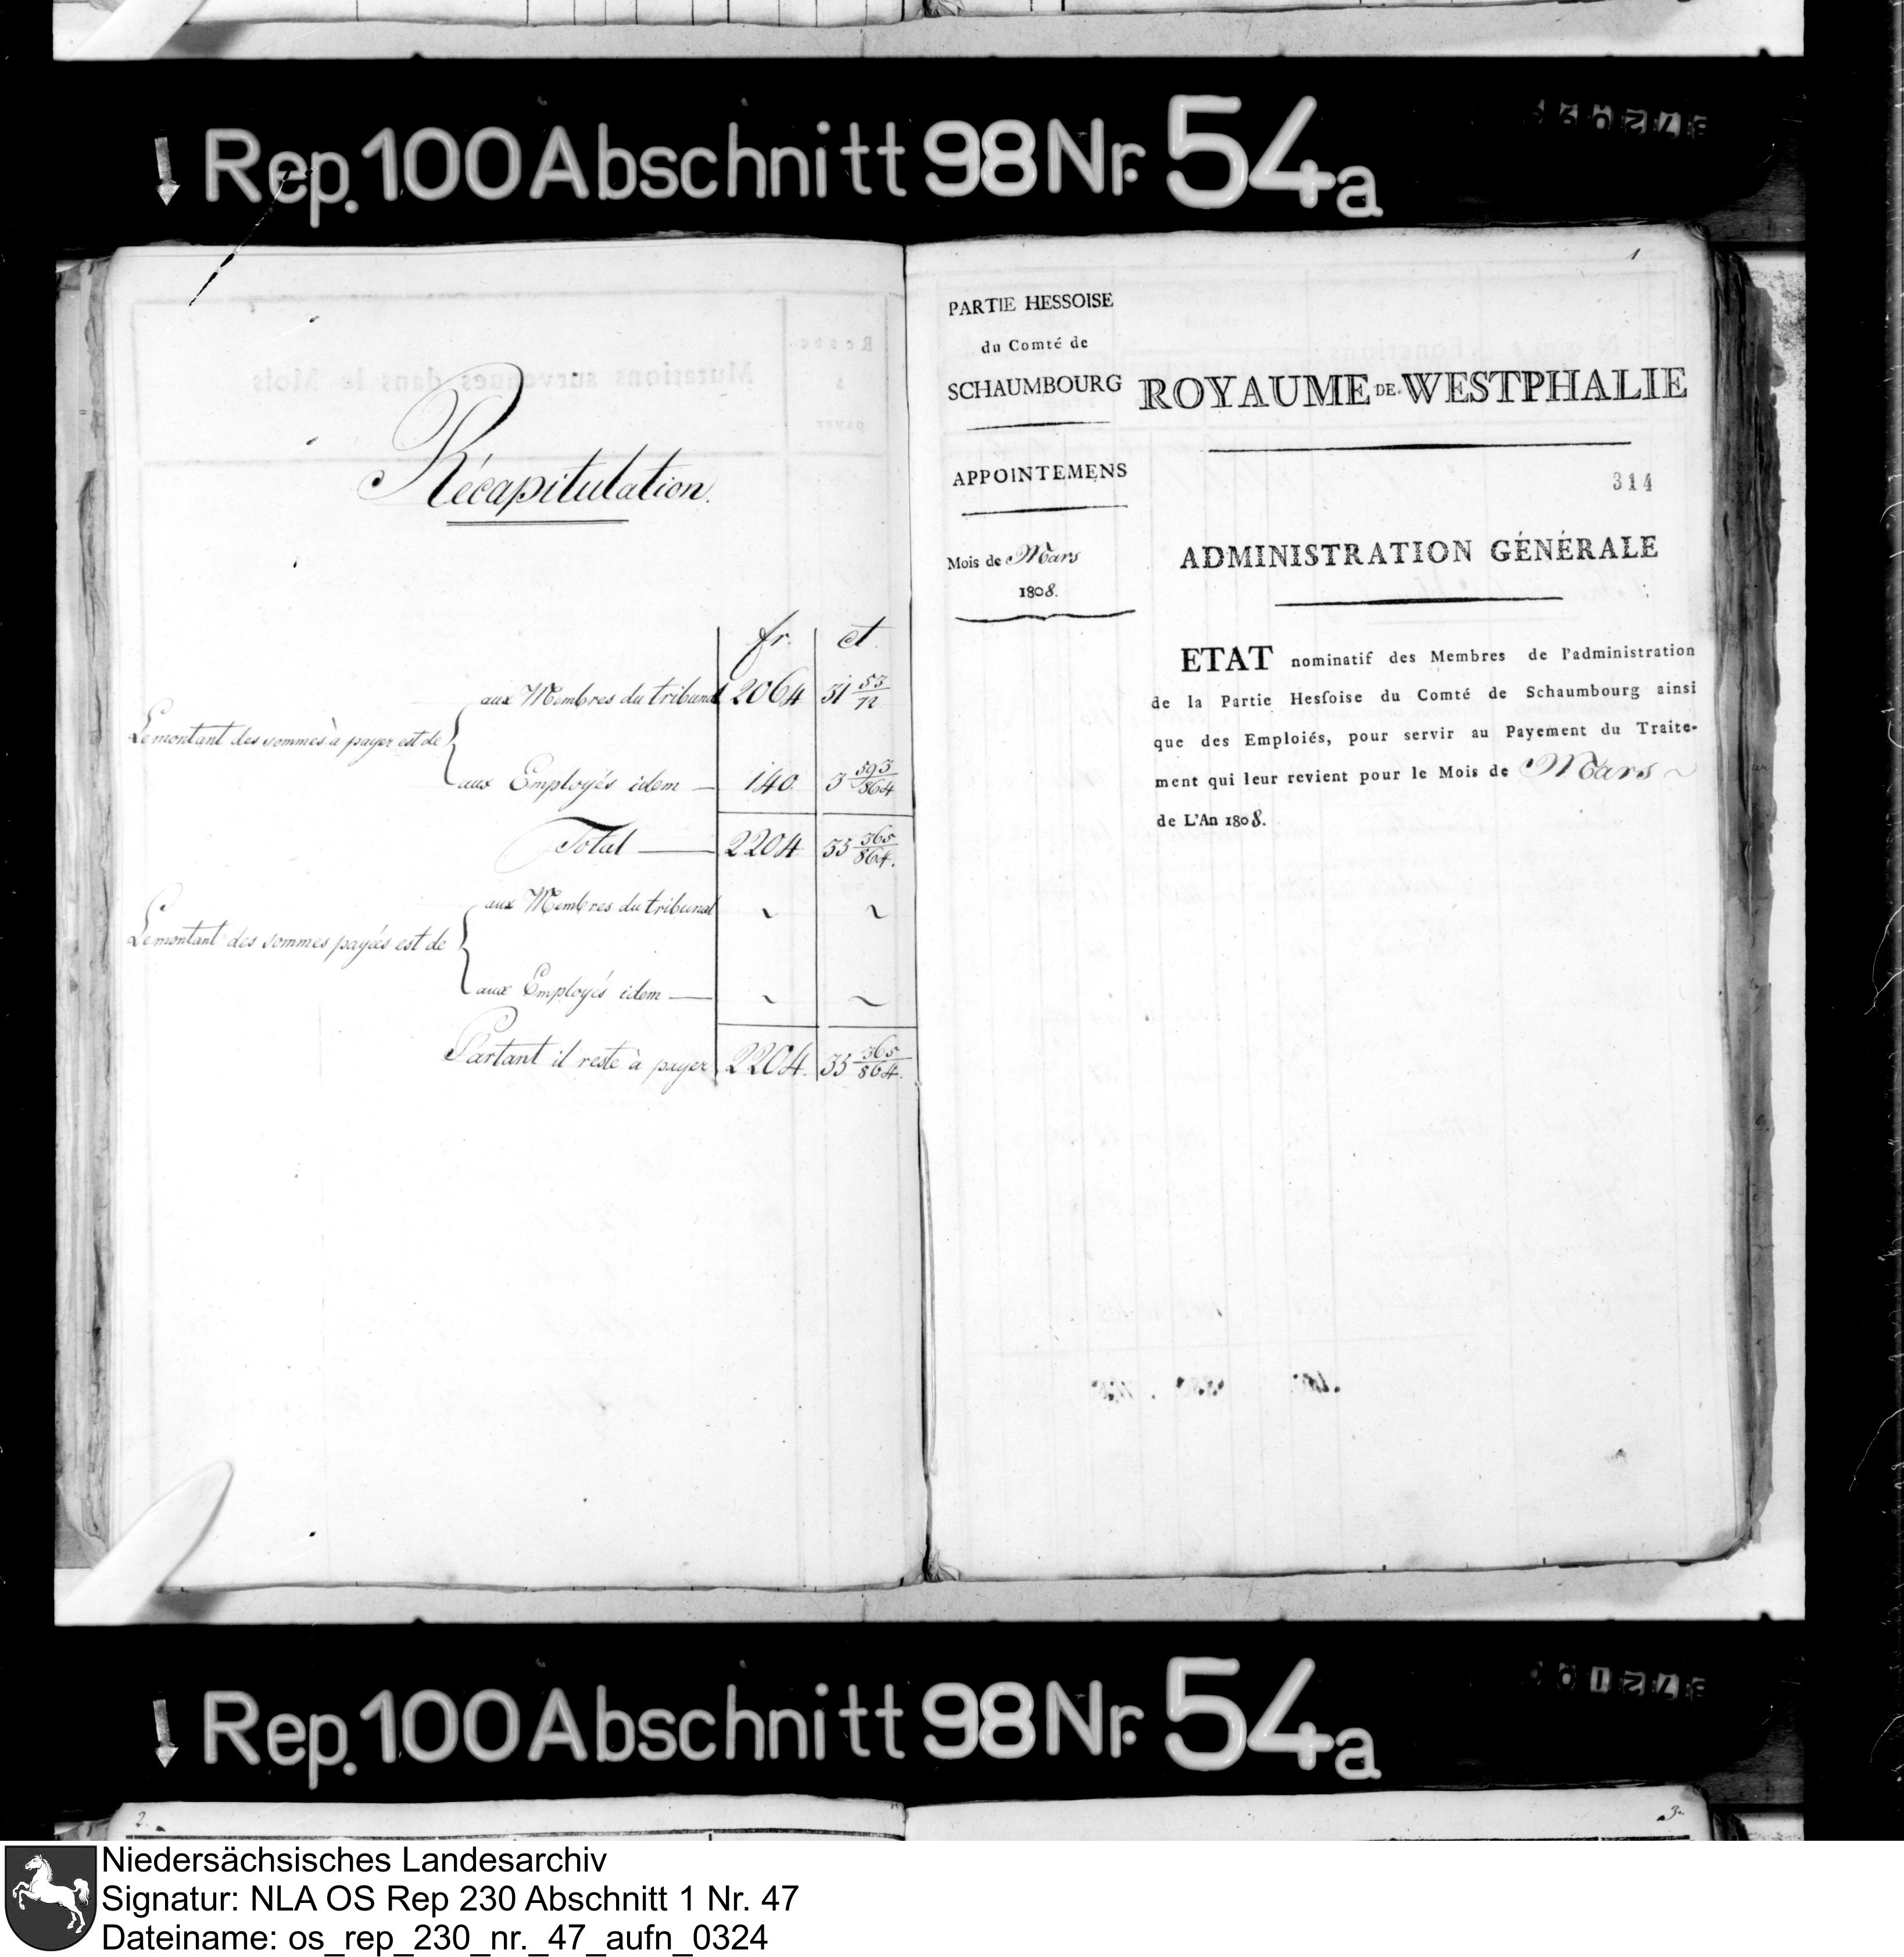 Rep. 100 Abschnitt 98 Nr. 54a
Récapitulation.
fr. ct.
Le montant des sommes à payer est de
aux Membres du tribunal 2064 31 53/72
aux Employés idem 140. 3 593/864
Total 2204 35 365/864.
Le montant des sommes payées est de
aux Membres du tribunal ~ ~
aux Employés idem ~ ~
Partant il reste à payer 2204. 35 365/864.
1
PARTIE HESSOISE
du Comté de
SCHAUMBOURG
APPOINTEMENS
Mois de Mars
1808.
ROYAUME DE WESTPHALIE
314
ADMINISTRATION GÉNÉRALE
ETAT nominatif des Membres de l'administration
de la Partie Hesſoise du Comté de Schaumbourg ainsi
que des Emploiés, pour servir au Payement du Traite-
ment qui leur revient pour le Mois de Mars ~
de L'An 1808.
Rep. 100 Abschnitt 98 Nr. 54a
2.
3.
Niedersächsisches Landesarchiv
Signatur: NLA OS Rep 230 Abschnitt 1 Nr. 47
Dateiname: os_rep_230_nr._47_aufn_0324